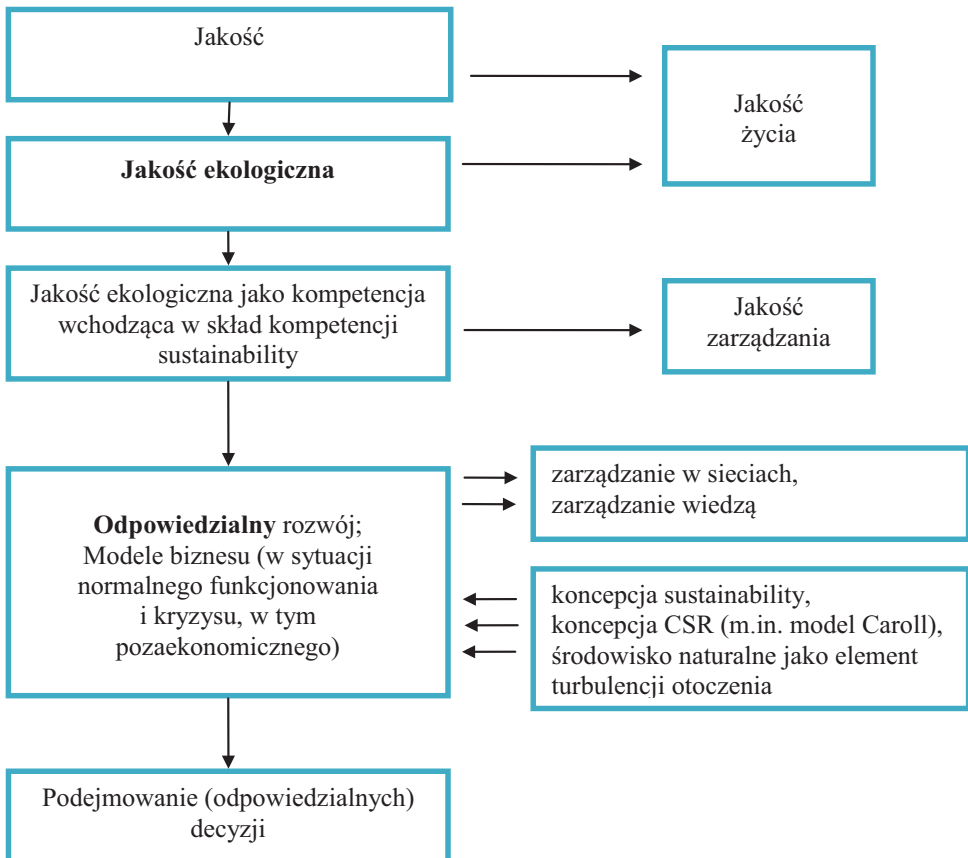 Jakość
Jakość
życia
Jakość ekologiczna
Jakość ekologiczna jako kompetencja
wchodząca w skład kompetencji
sustainability
Jakość
zarządzania
zarządzanie w sieciach,
zarządzanie wiedzą
Odpowiedzialny rozwój;
Modele biznesu (w sytuacji
normalnego funkcjonowania
i kryzysu, w tym
pozaekonomicznego)
koncepcja sustainability,
koncepcja CSR (m.in. model Caroll),
środowisko naturalne jako element
turbulencji otoczenia
Podejmowanie (odpowiedzialnych)
decyzji